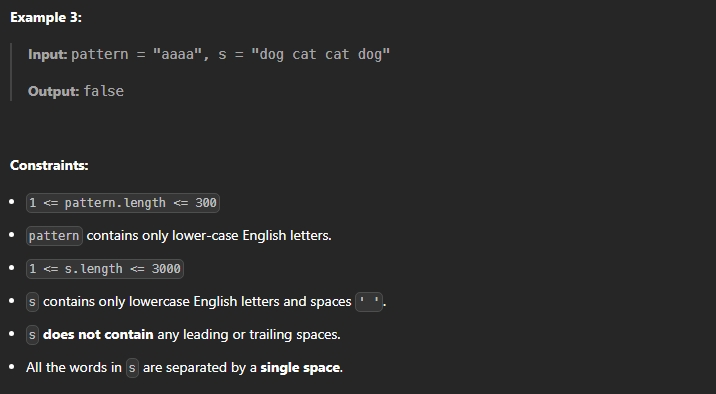 Example 3:
Input: pattern = "aaaa", s = "dog cat cat dog"
Output: false
Constraints:
• 1 <= pattern.length <= 300
• pattern contains only lower-case English letters.
• 1 <= s.length <= 3000
• s contains only lowercase English letters and spaces ' '.
• s does not contain any leading or trailing spaces.
• All the words in s are separated by a single space.